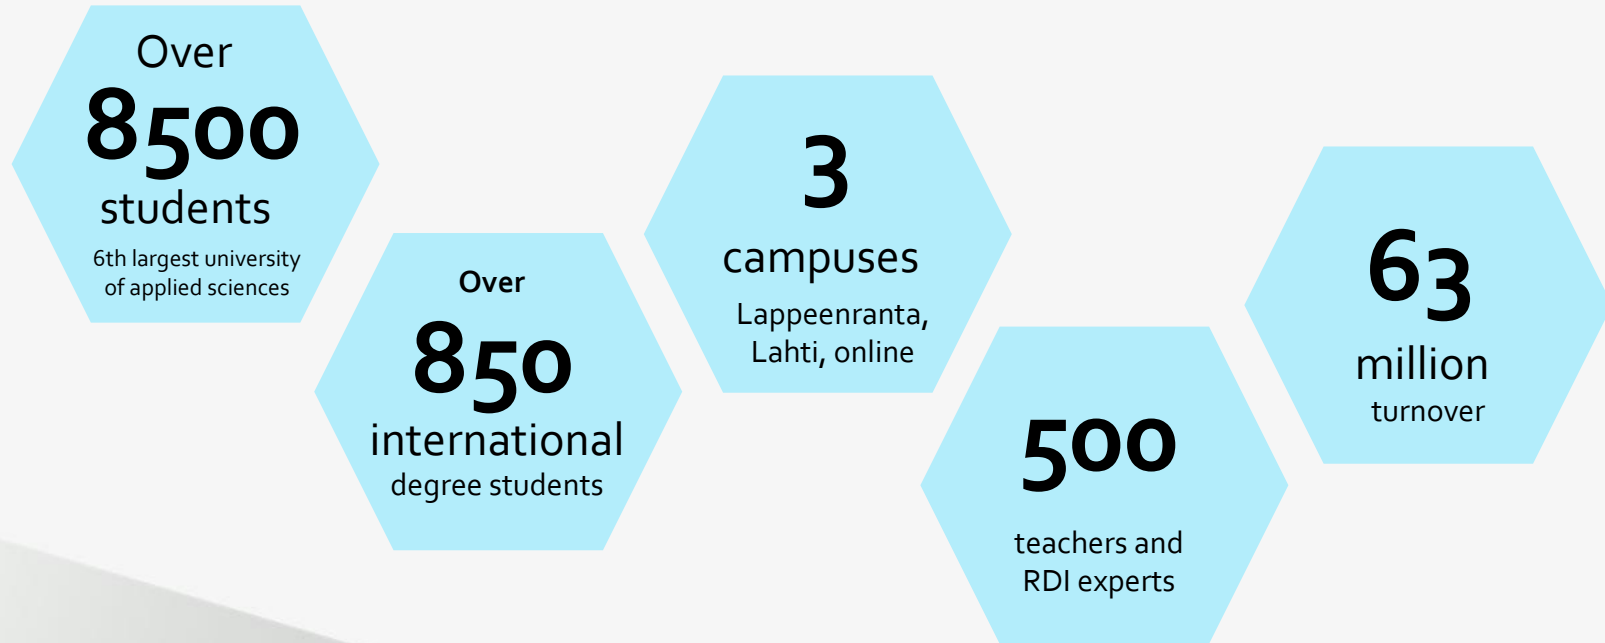 Over
8500
students
6th largest university
of applied sciences
Over
850
international
degree students
3
campuses
Lappeenranta,
Lahti, online
500
teachers and
RDI experts
63
million
turnover